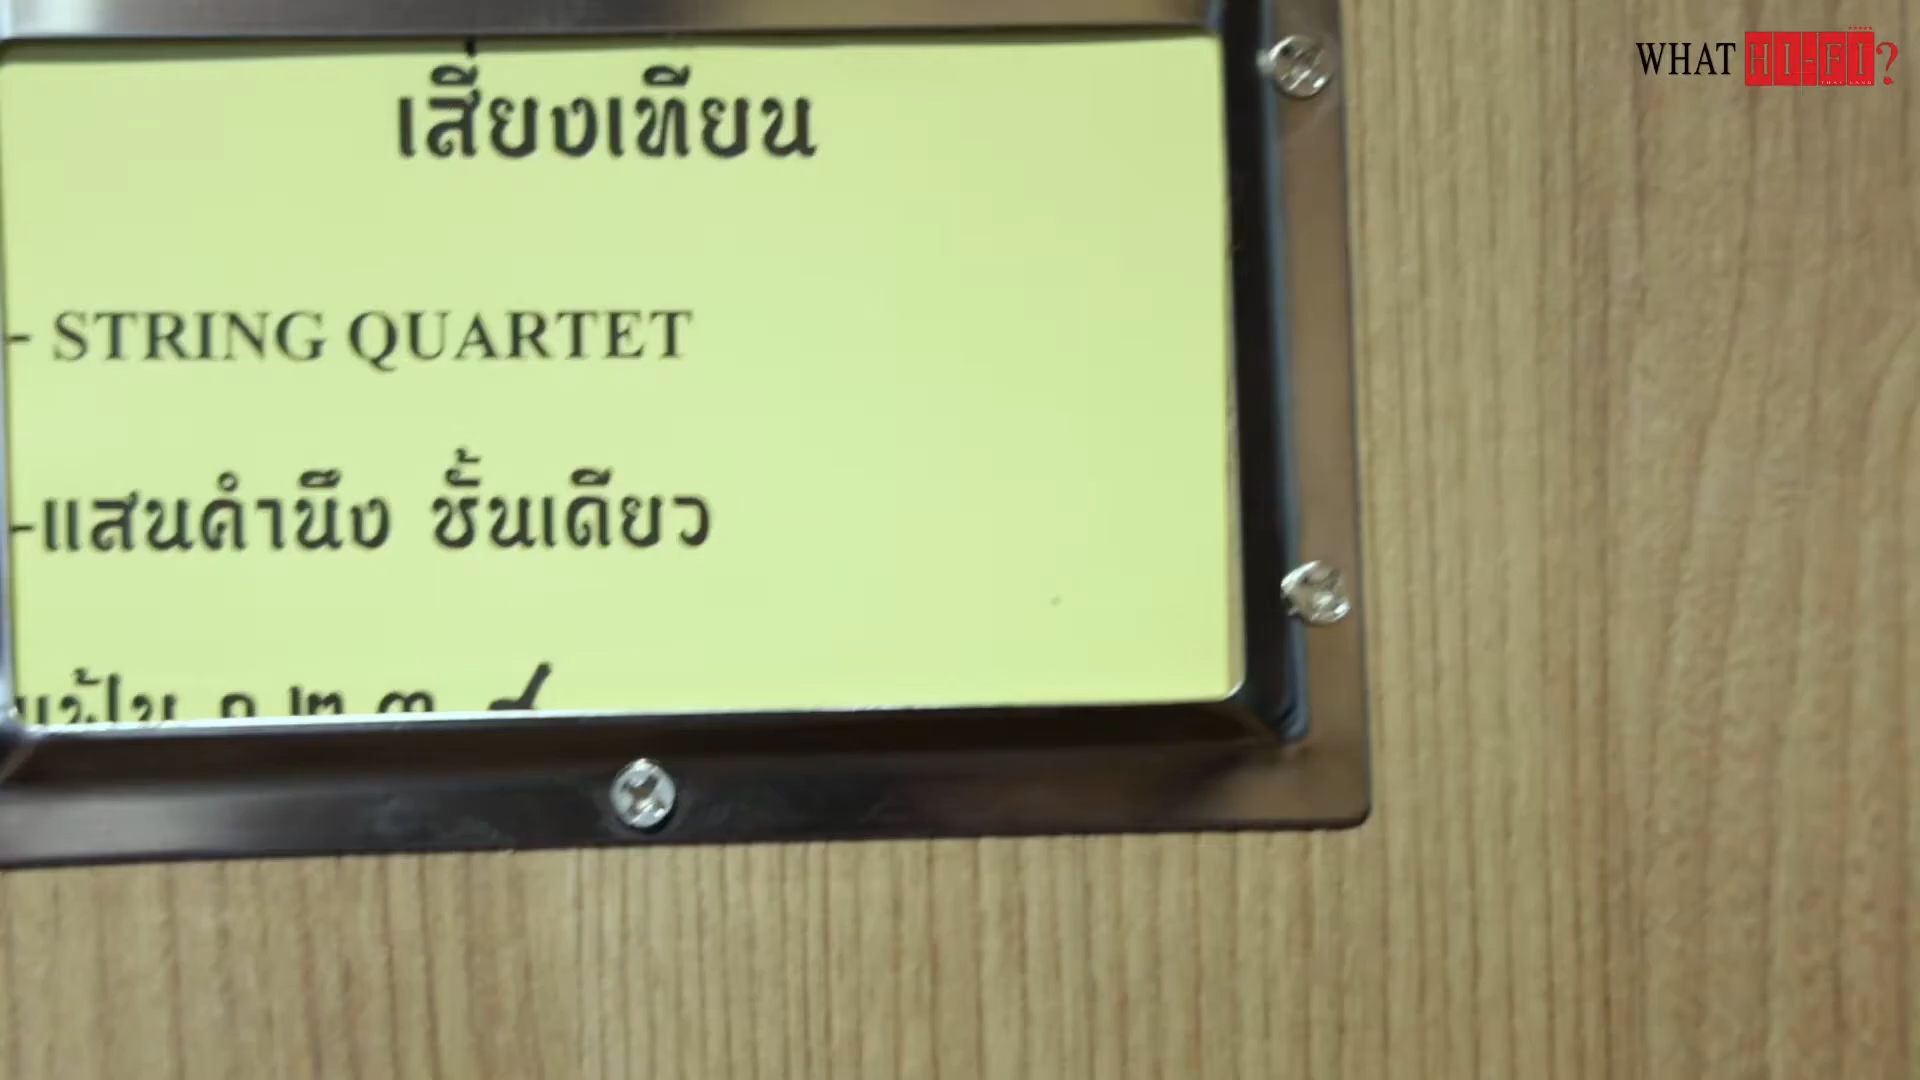 WHAT HI-FI?
เสี่ยงเทียน
- STRING QUARTET
-แสนคำนึง ชั้นเดียว